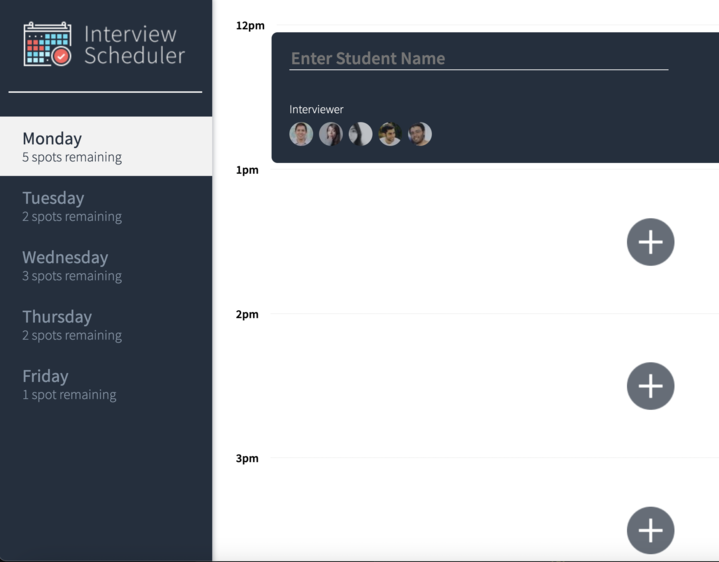 Interview
Scheduler
Monday
5 spots remaining
Tuesday
2 spots remaining
Wednesday
3 spots remaining
Thursday
2 spots remaining
Friday
1 spot remaining
12pm
Enter Student Name
Interviewer
1pm
2pm
3pm